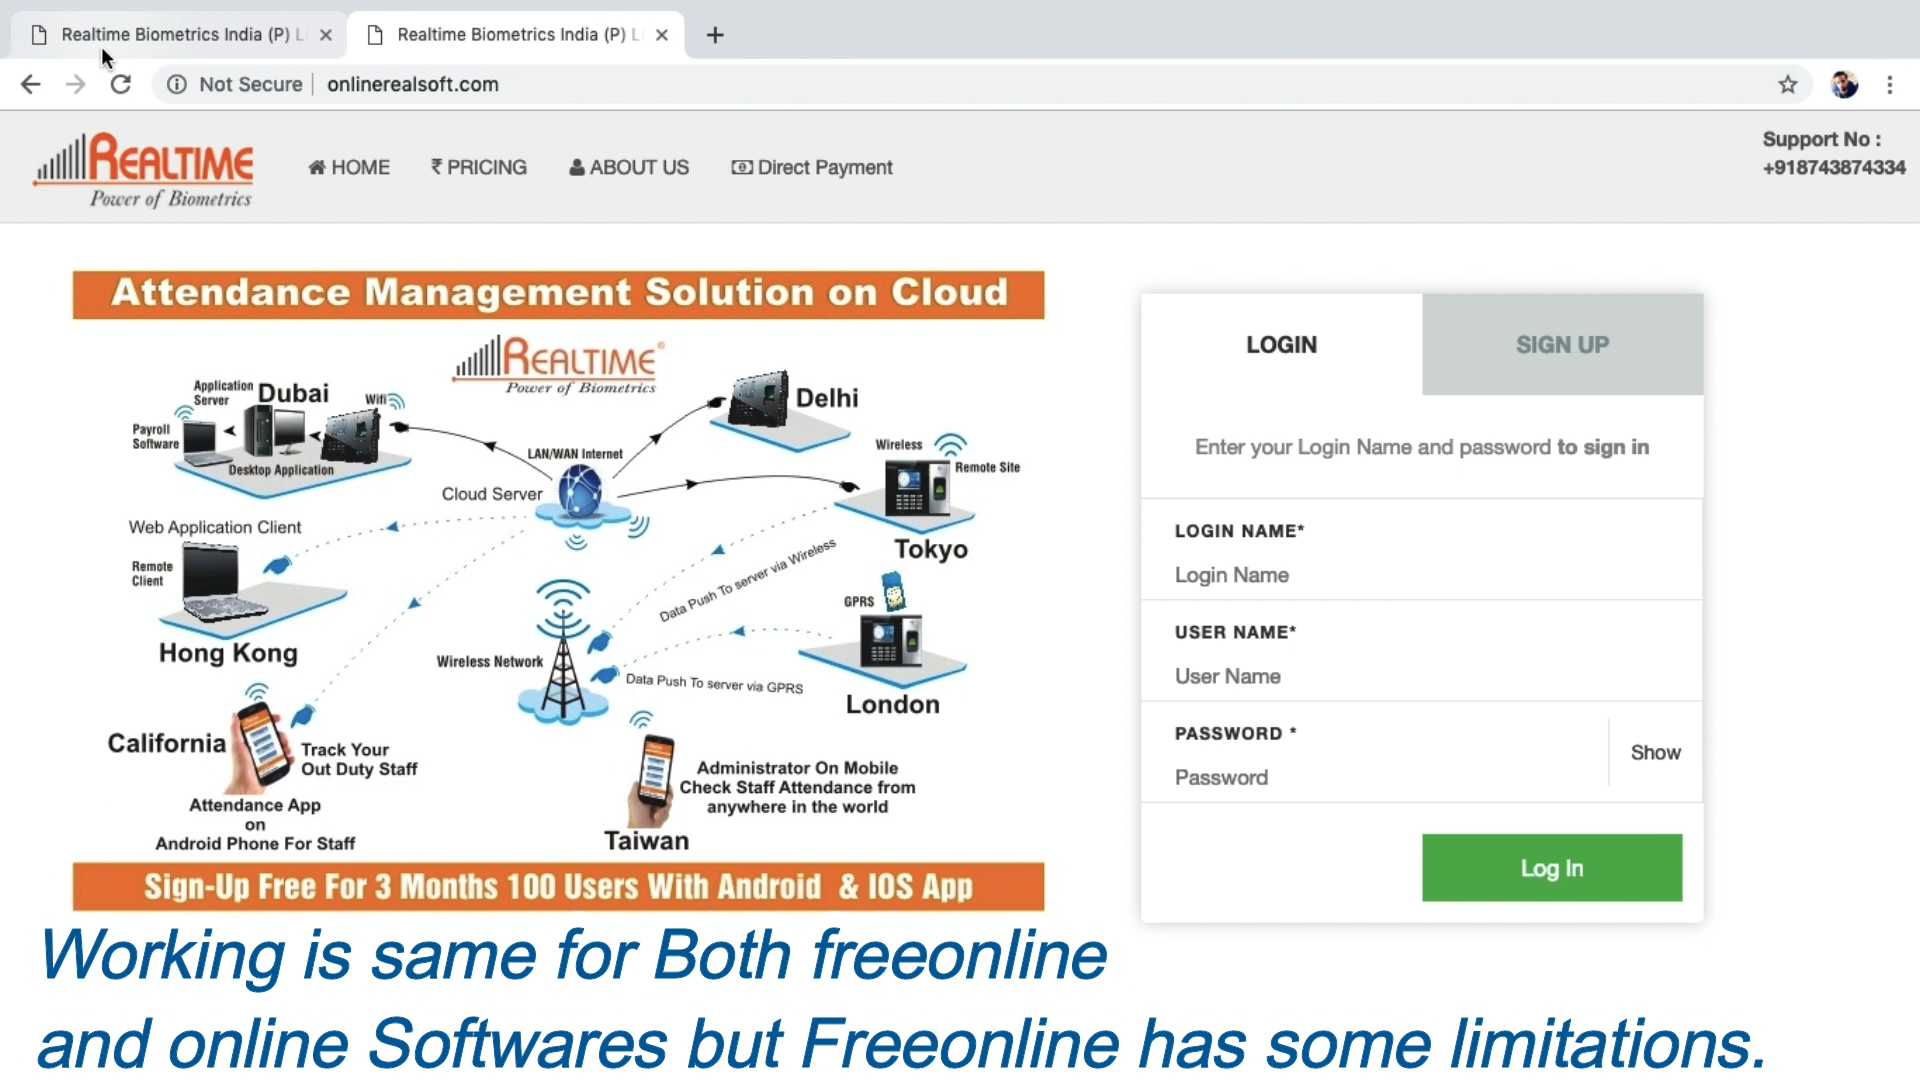 Realtime Biometrics India (P) L
Realtime Biometrics India (P) L
Not Secure
onlinerealsoft.com
REALTIME
Power of Biometrics
HOME
₹ PRICING
ABOUT US
Direct Payment
Support No :
+918743874334
Attendance Management Solution on Cloud
REALTIME®
Power of Biometrics
Application
Server
Dubai
Wifi
Payroll
Software
Desktop Application
LAN/WAN Internet
Cloud Server
Delhi
Wireless
Remote Site
Tokyo
Web Application Client
Remote
Client
Hong Kong
Data Push To server via Wireless
GPRS
Wireless Network
Data Push To server via GPRS
London
California
Track Your
Out Duty Staff
Attendance App
on
Android Phone For Staff
Administrator On Mobile
Check Staff Attendance from
anywhere in the world
Taiwan
Sign-Up Free For 3 Months 100 Users With Android & IOS App
LOGIN
SIGN UP
Enter your Login Name and password to sign in
LOGIN NAME*
Login Name
USER NAME*
User Name
PASSWORD *
Password
Show
Log In
Working is same for Both freeonline
and online Softwares but Freeonline has some limitations.